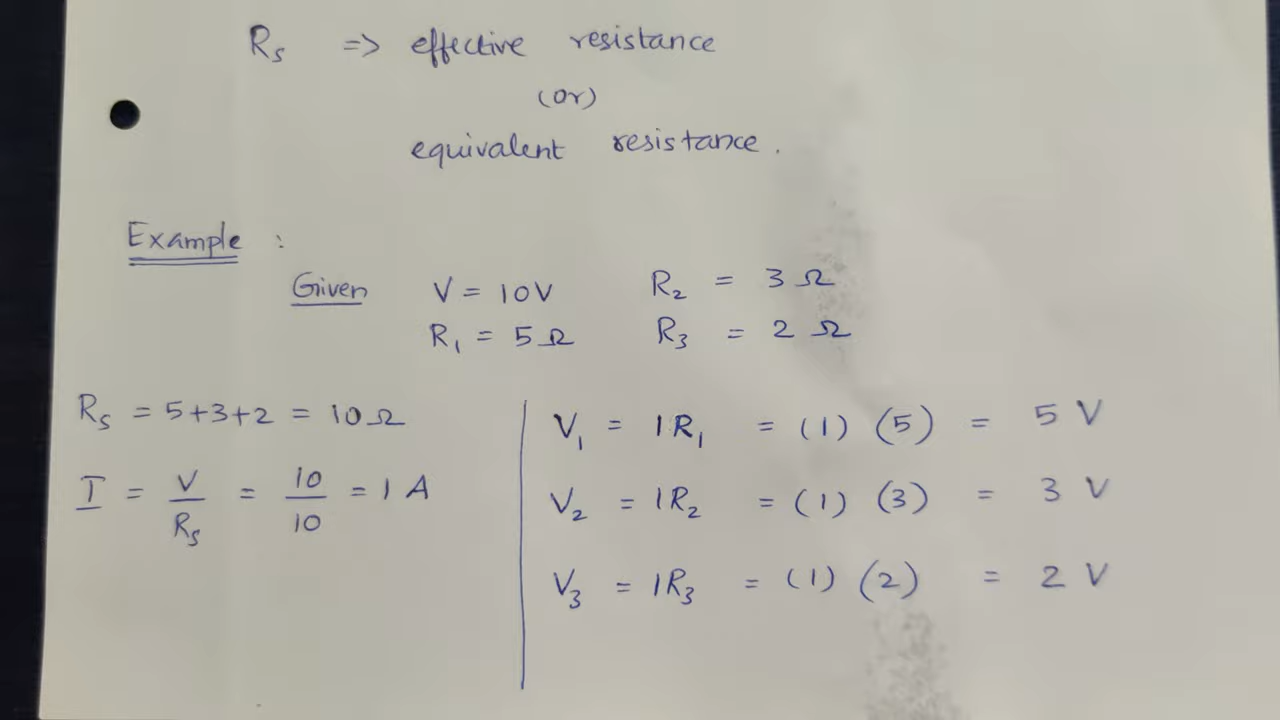 Rₛ => effective resistance
(or)
equivalent resistance.
Example :
Given V = 10V R₂ = 3 Ω
R₁ = 5 Ω R₃ = 2 Ω
Rₛ = 5+3+2 = 10 Ω
I = V/Rₛ = 10/10 = 1 A
V₁ = IR₁ = (1) (5) = 5 V
V₂ = IR₂ = (1) (3) = 3 V
V₃ = IR₃ = (1) (2) = 2 V